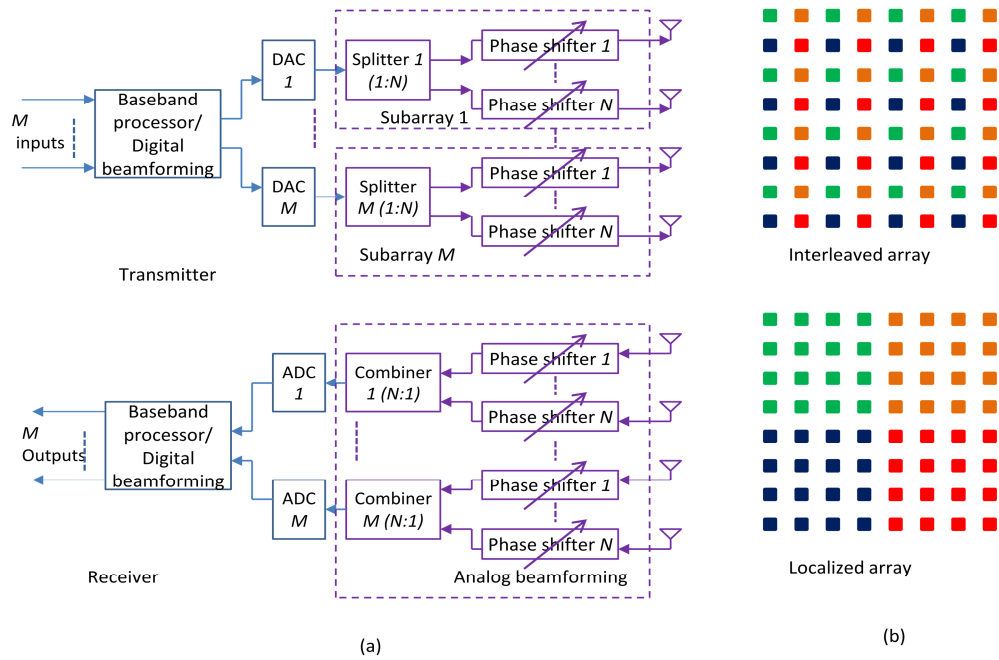 M
inputs
Baseband
processor/
Digital
beamforming
DAC
1
DAC
M
Splitter 1
(1:N)
Phase shifter 1
Phase shifter N
Subarray 1
Splitter
M (1:N)
Phase shifter 1
Phase shifter N
Subarray M
Transmitter
Interleaved array
M
Outputs
Baseband
processor/
Digital
beamforming
ADC
1
ADC
M
Combiner
1 (N:1)
Combiner
M (N:1)
Phase shifter 1
Phase shifter N
Phase shifter 1
Phase shifter N
Receiver
Analog beamforming
Localized array
(a)
(b)